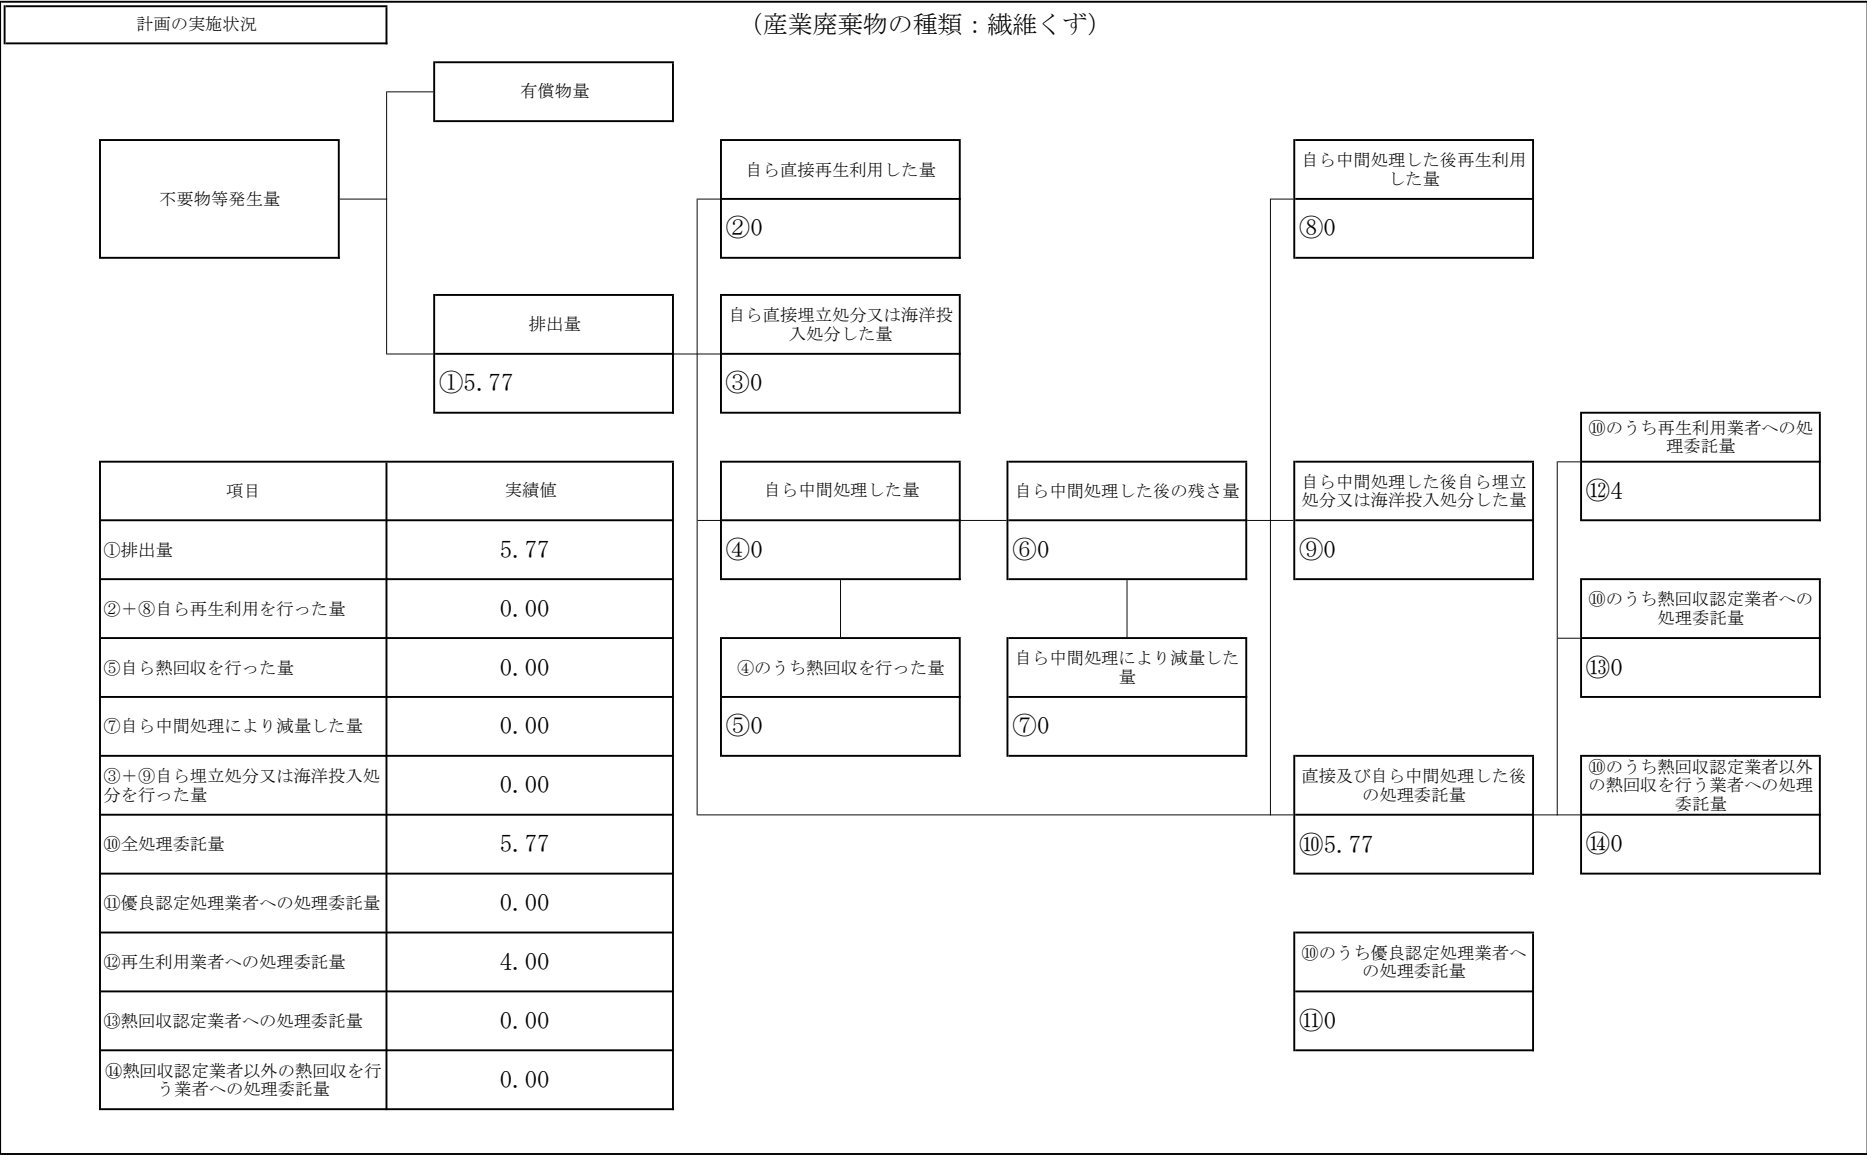 計画の実施状況
（産業廃棄物の種類：繊維くず）
有償物量
不要物等発生量
自ら直接再生利用した量
②0
自ら中間処理した後再生利用
した量
⑧0
排出量
①5.77
自ら直接埋立処分又は海洋投
入処分した量
③0
⑩のうち再生利用業者への処
理委託量
⑫4
自ら中間処理した量
④0
自ら中間処理した後の残さ量
⑥0
自ら中間処理した後自ら埋立
処分又は海洋投入処分した量
⑨0
⑩のうち熱回収認定業者への
処理委託量
⑬0
④のうち熱回収を行った量
⑤0
自ら中間処理により減量した
量
⑦0
直接及び自ら中間処理した後
の処理委託量
⑩5.77
⑩のうち熱回収認定業者以外
の熱回収を行う業者への処理
委託量
⑭0
⑩のうち優良認定処理業者へ
の処理委託量
⑪0
項目 実績値
①排出量 5.77
②＋⑧自ら再生利用を行った量 0.00
⑤自ら熱回収を行った量 0.00
⑦自ら中間処理により減量した量 0.00
③＋⑨自ら埋立処分又は海洋投入処
分を行った量 0.00
⑩全処理委託量 5.77
⑪優良認定処理業者への処理委託量 0.00
⑫再生利用業者への処理委託量 4.00
⑬熱回収認定業者への処理委託量 0.00
⑭熱回収認定業者以外の熱回収を行
う業者への処理委託量 0.00